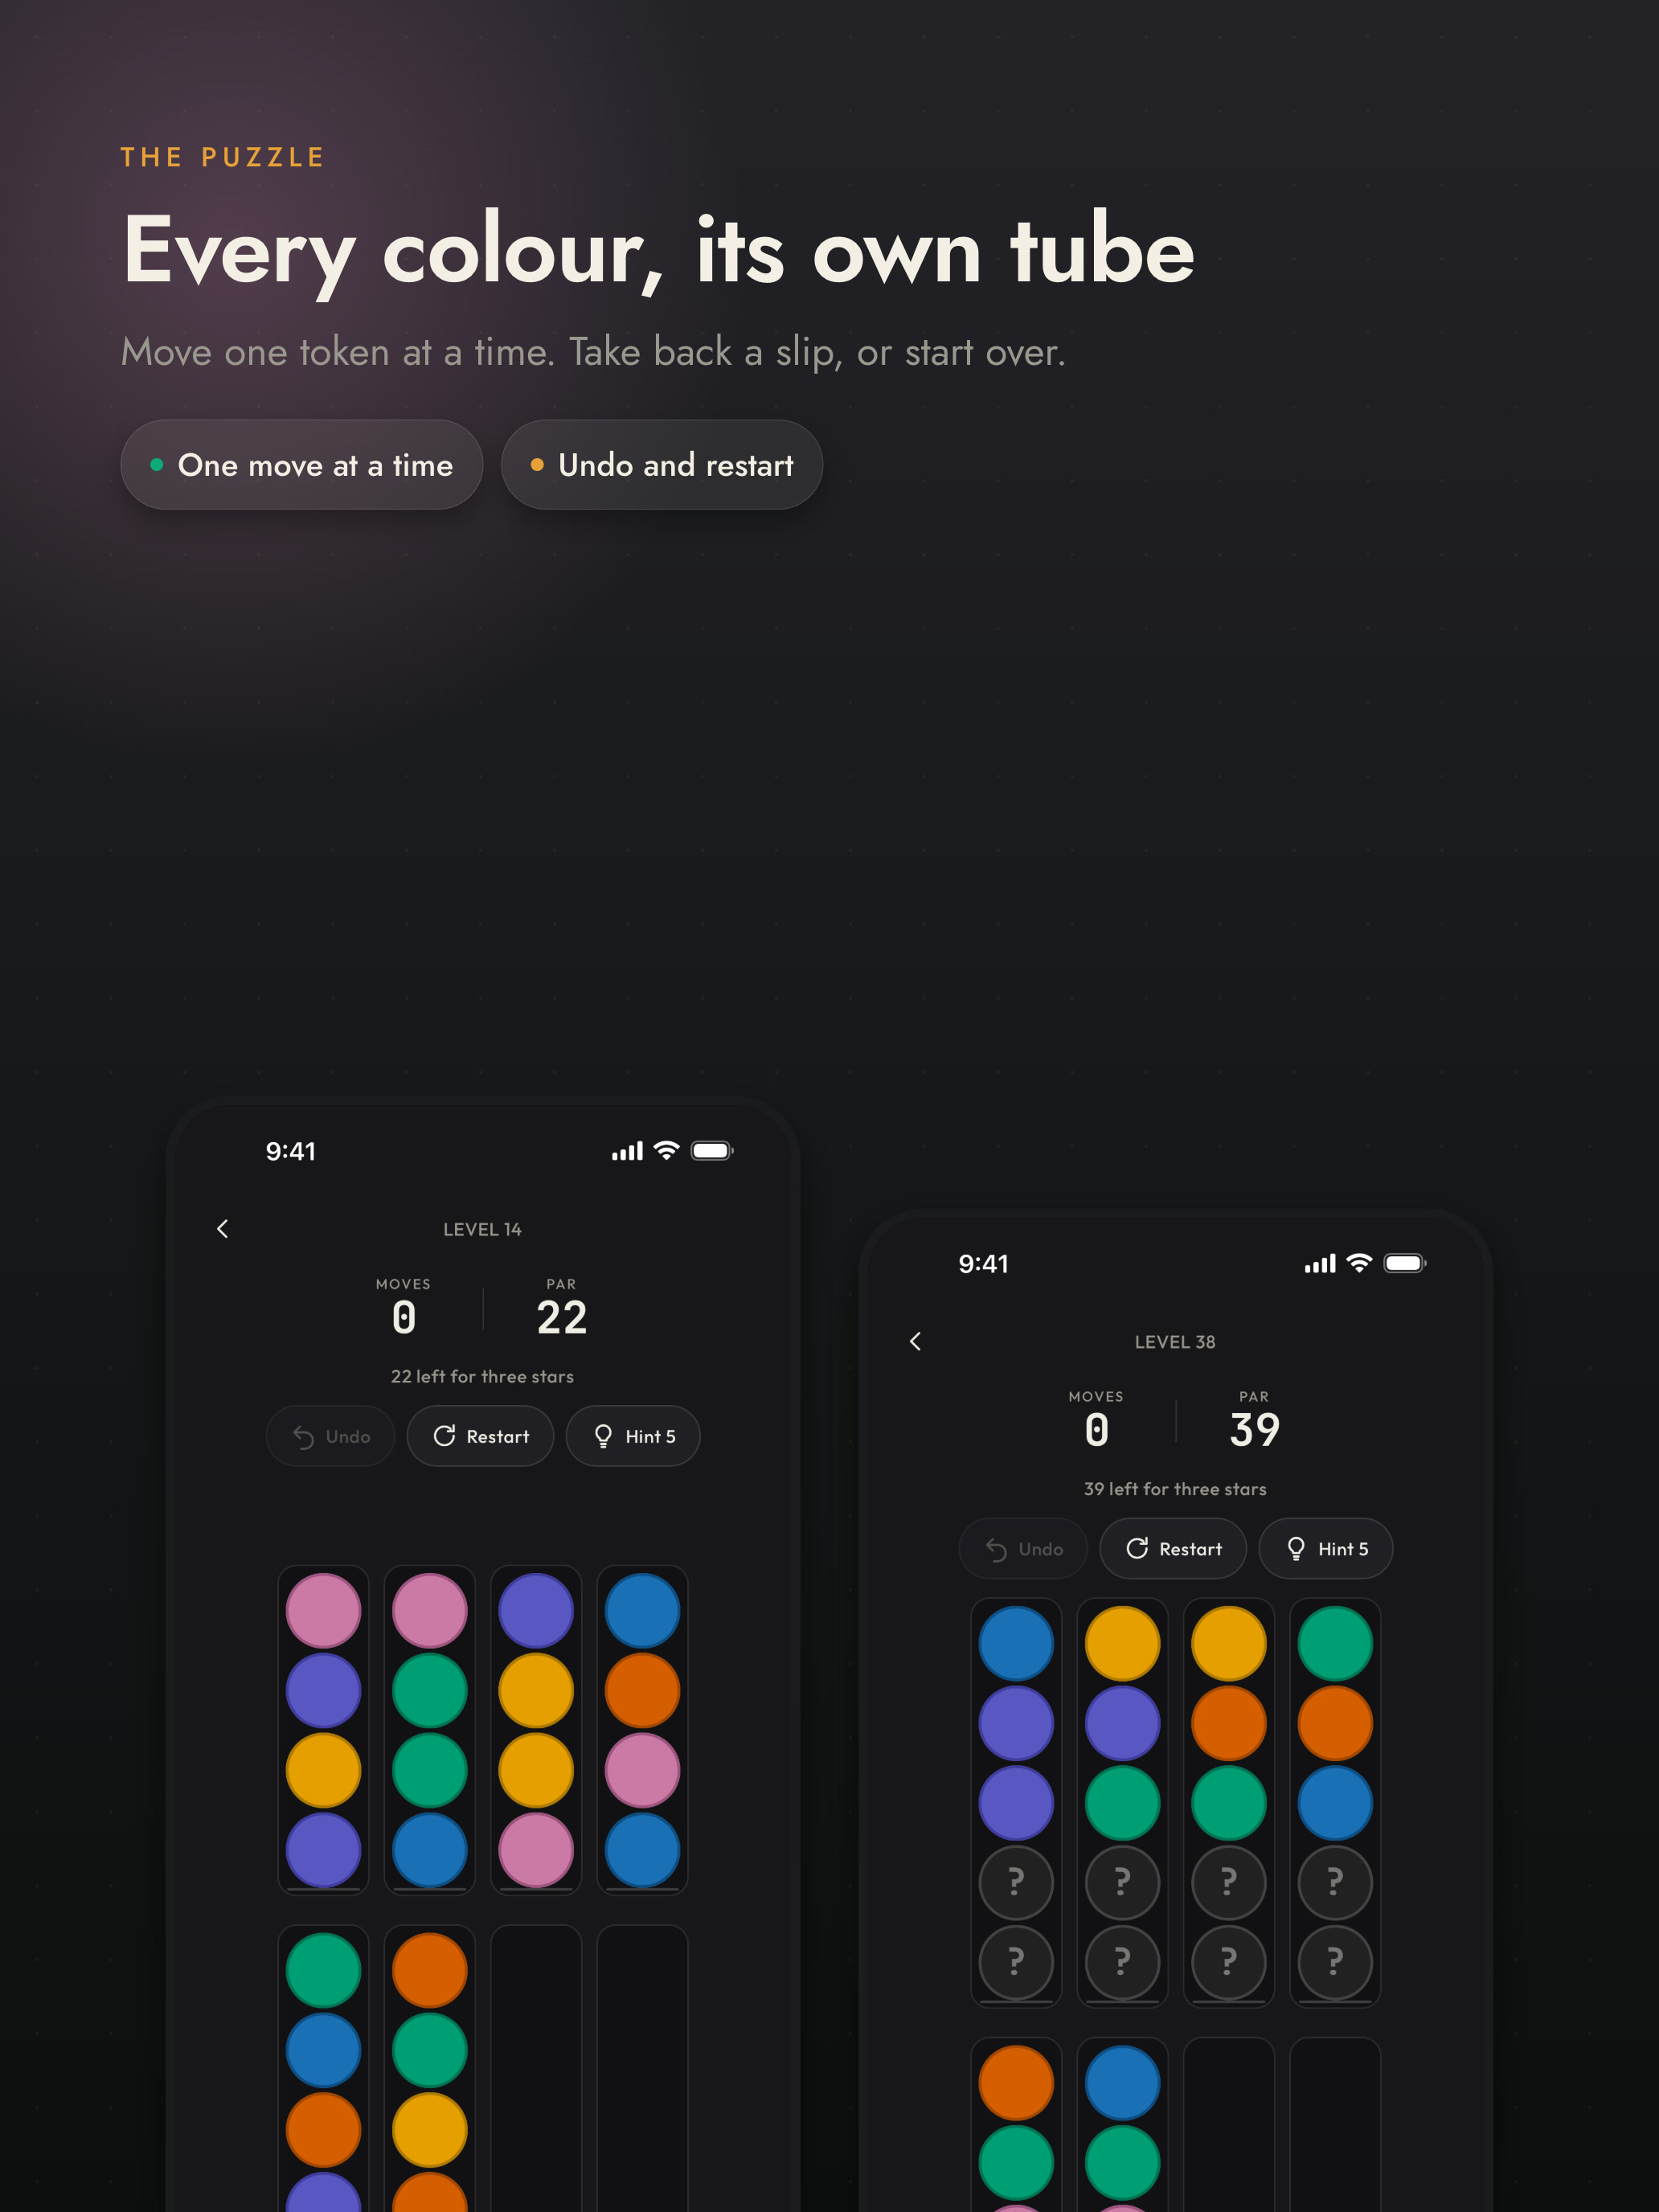 THE PUZZLE
Every colour, its own tube
Move one token at a time. Take back a slip, or start over.
One move at a time
Undo and restart
9:41
LEVEL 14
MOVES
PAR
0
22
22 left for three stars
Undo
Restart
Hint 5
9:41
LEVEL 38
MOVES
PAR
0
39
39 left for three stars
Undo
Restart
Hint 5
? ? ? ?
? ? ? ?